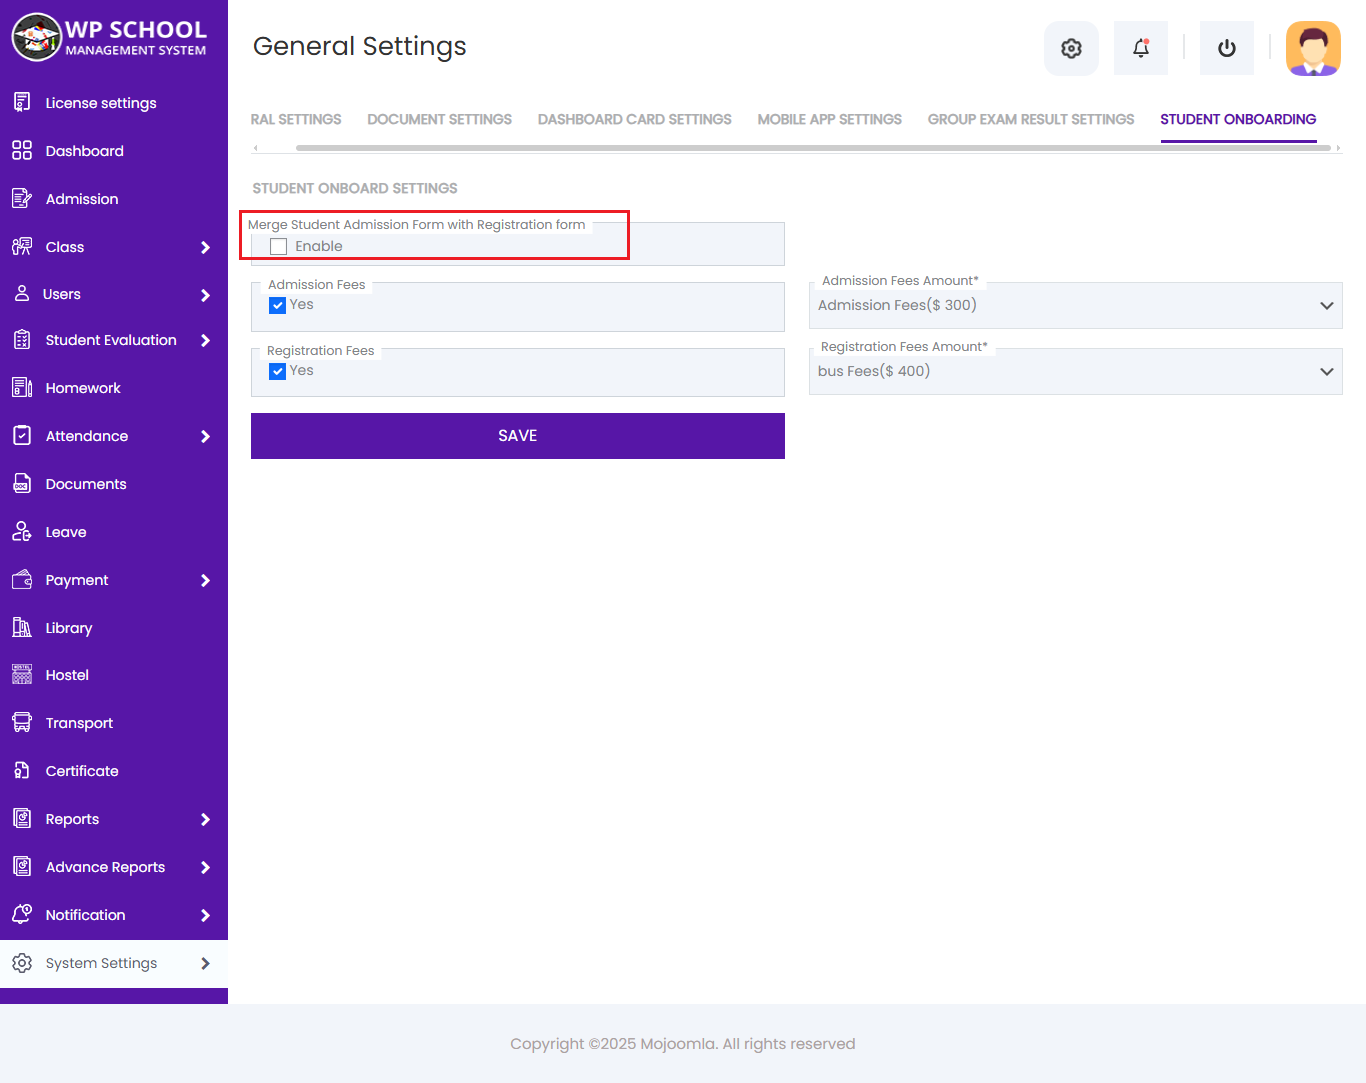 WP SCHOOL
MANAGEMENT SYSTEM
License settings
Dashboard
Admission
Class
Users
Student Evaluation
Homework
Attendance
Documents
Leave
Payment
Library
Hostel
Transport
Certificate
Reports
Advance Reports
Notification
System Settings
General Settings
RAL SETTINGS DOCUMENT SETTINGS DASHBOARD CARD SETTINGS MOBILE APP SETTINGS GROUP EXAM RESULT SETTINGS STUDENT ONBOARDING
STUDENT ONBOARD SETTINGS
Merge Student Admission Form with Registration form
Enable
Admission Fees
Yes
Admission Fees Amount*
Admission Fees($ 300)
Registration Fees
Yes
Registration Fees Amount*
bus Fees($ 400)
SAVE
Copyright ©2025 Mojoomla. All rights reserved